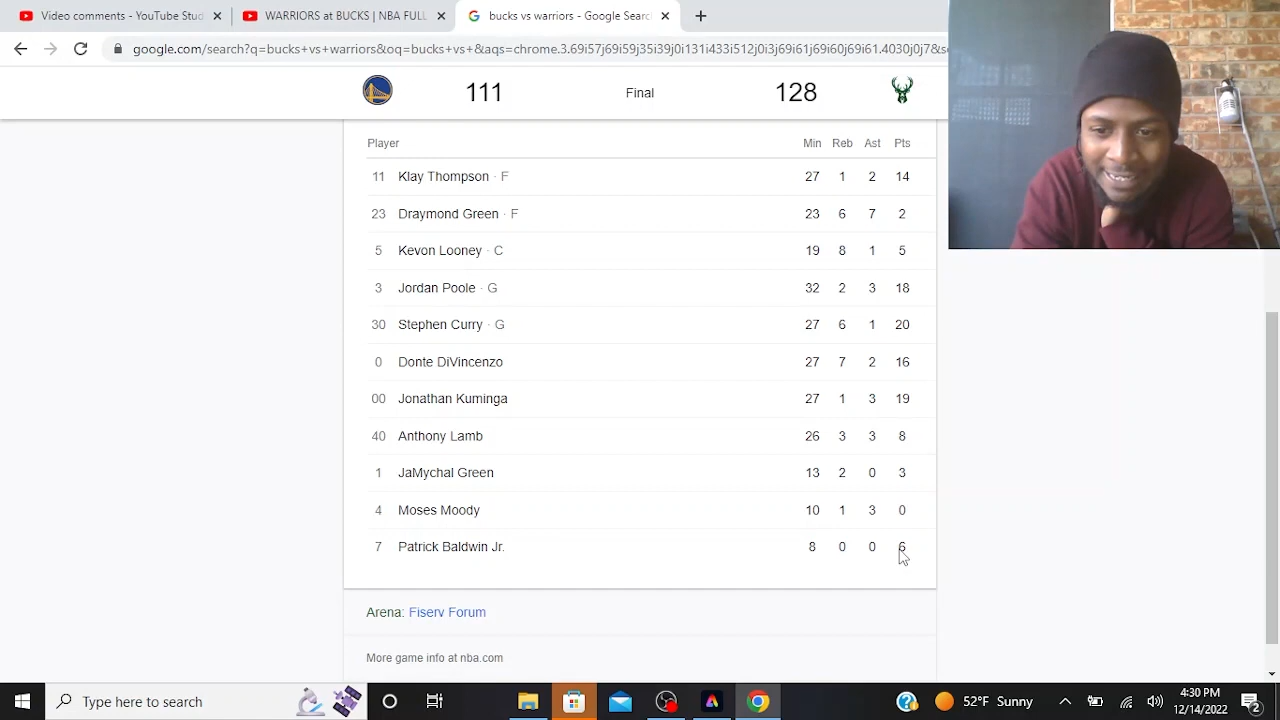 Video comments - YouTube Stud
WARRIORS at BUCKS | NBA FULL
bucks vs warriors - Google Search
google.com/search?q=bucks+vs+warriors&oq=bucks+vs+&aqs=chrome.3.69i57j69i59j35i39j0i131i433i512j0i3j69i61j69i60j69i61.4030j0j7&s
111 Final 128
Player Min Reb Ast Pts
11 Klay Thompson · F 27 1 2 14
23 Draymond Green · F 23 6 7 2
5 Kevon Looney · C 19 8 1 5
3 Jordan Poole · G 32 2 3 18
30 Stephen Curry · G 27 6 1 20
0 Donte DiVincenzo 27 7 2 16
00 Jonathan Kuminga 27 1 3 19
40 Anthony Lamb 26 3 3 8
1 JaMychal Green 13 2 0 3
4 Moses Moody 10 1 3 0
7 Patrick Baldwin Jr. 8 0 0 6
Arena: Fiserv Forum
More game info at nba.com
Type here to search
52°F Sunny
4:30 PM
12/14/2022
2